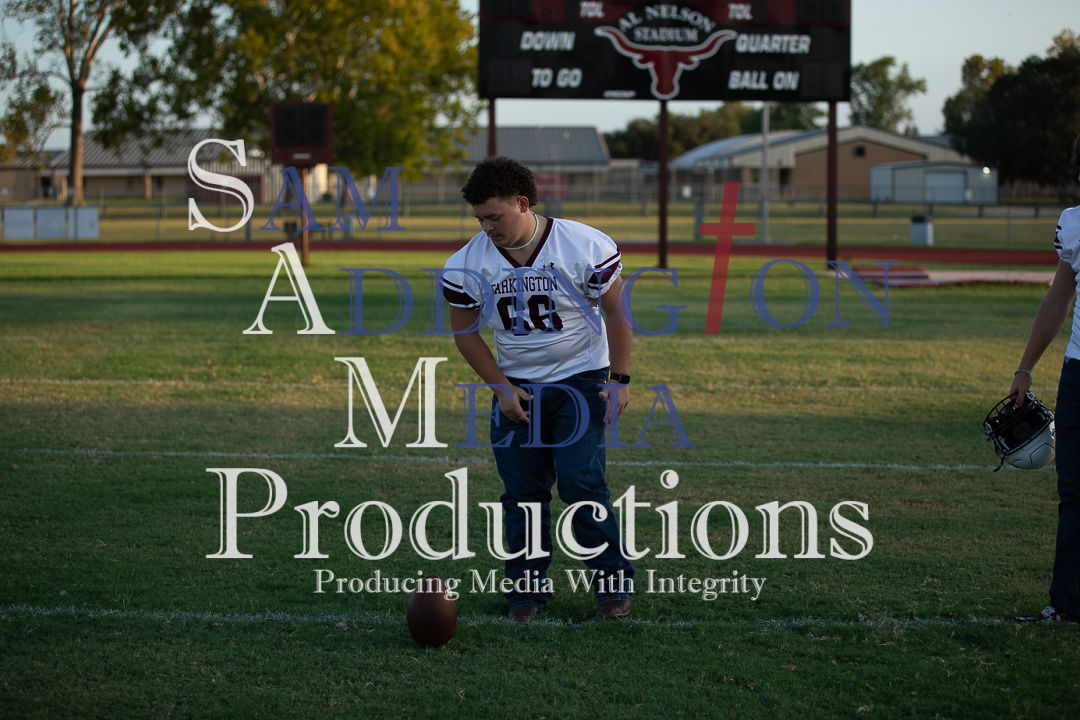 TOL TOL
AL NELSON
STADIUM
DOWN QUARTER
TO GO BALL ON
SAM
ADDINGTON
MEDIA
Productions
Producing Media With Integrity
TARKINGTON
66